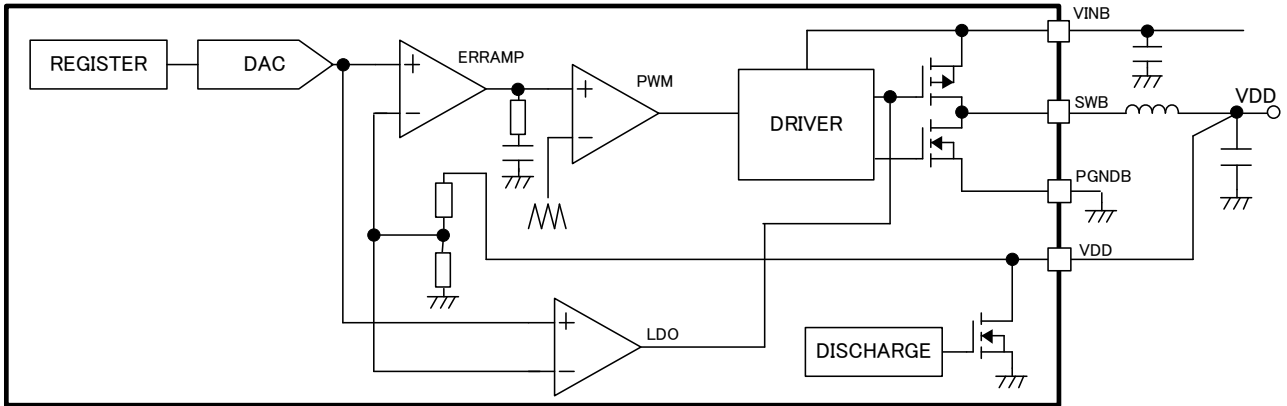 VINB
REGISTER
DAC
ERRAMP
PWM
DRIVER
SWB
VDD
PGNDB
VDD
LDO
DISCHARGE